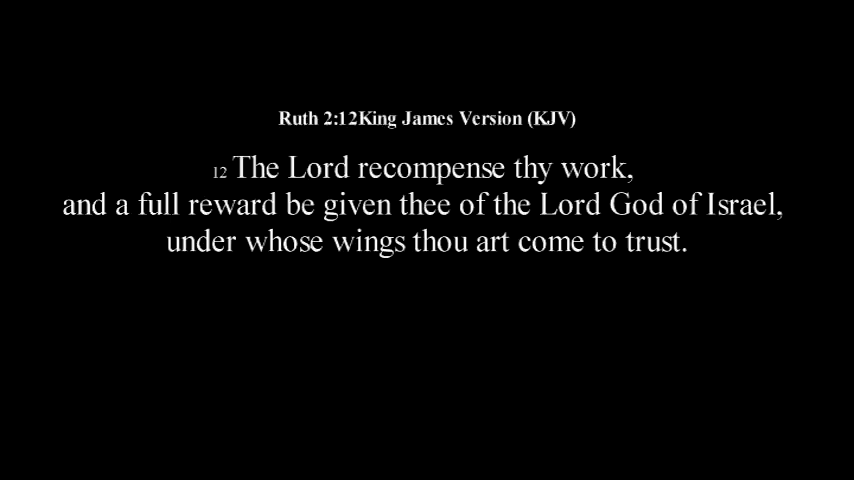 Ruth 2:12King James Version (KJV)
12 The Lord recompense thy work,
and a full reward be given thee of the Lord God of Israel,
under whose wings thou art come to trust.